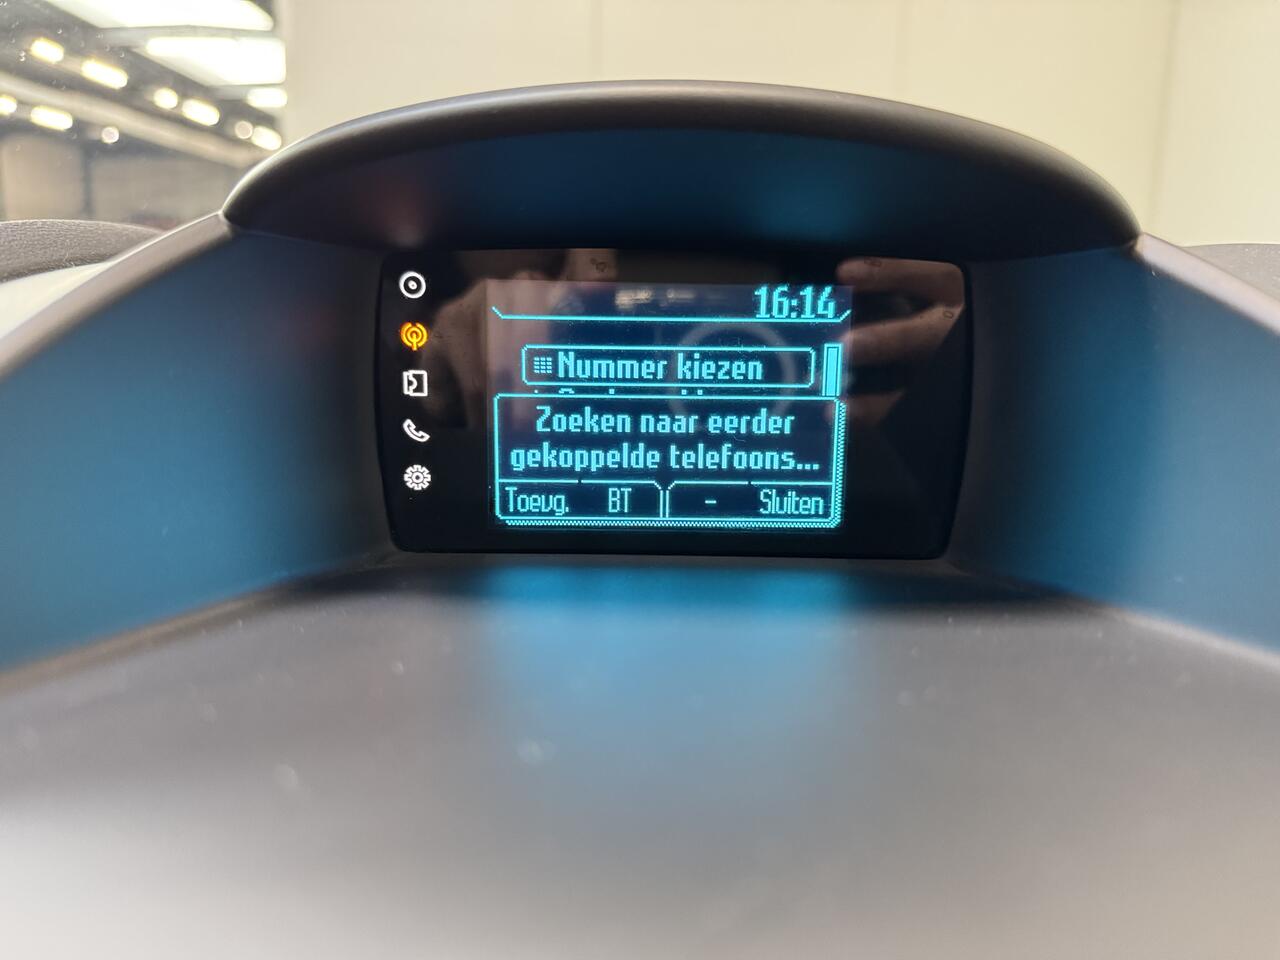 16:14
Nummer kiezen
Zoeken naar eerder
gekoppelde telefoons...
Toevg. BT - Sluiten